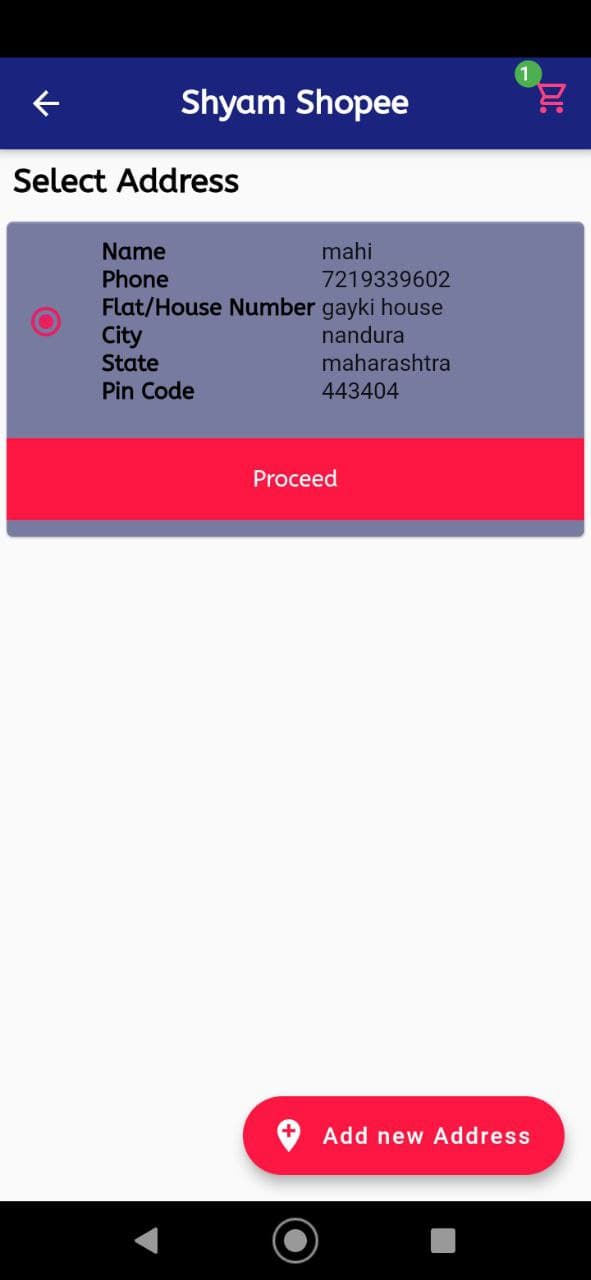 1
Shyam Shopee
Select Address
Name mahi
Phone 7219339602
Flat/House Number gayki house
City nandura
State maharashtra
Pin Code 443404
Proceed
Add new Address